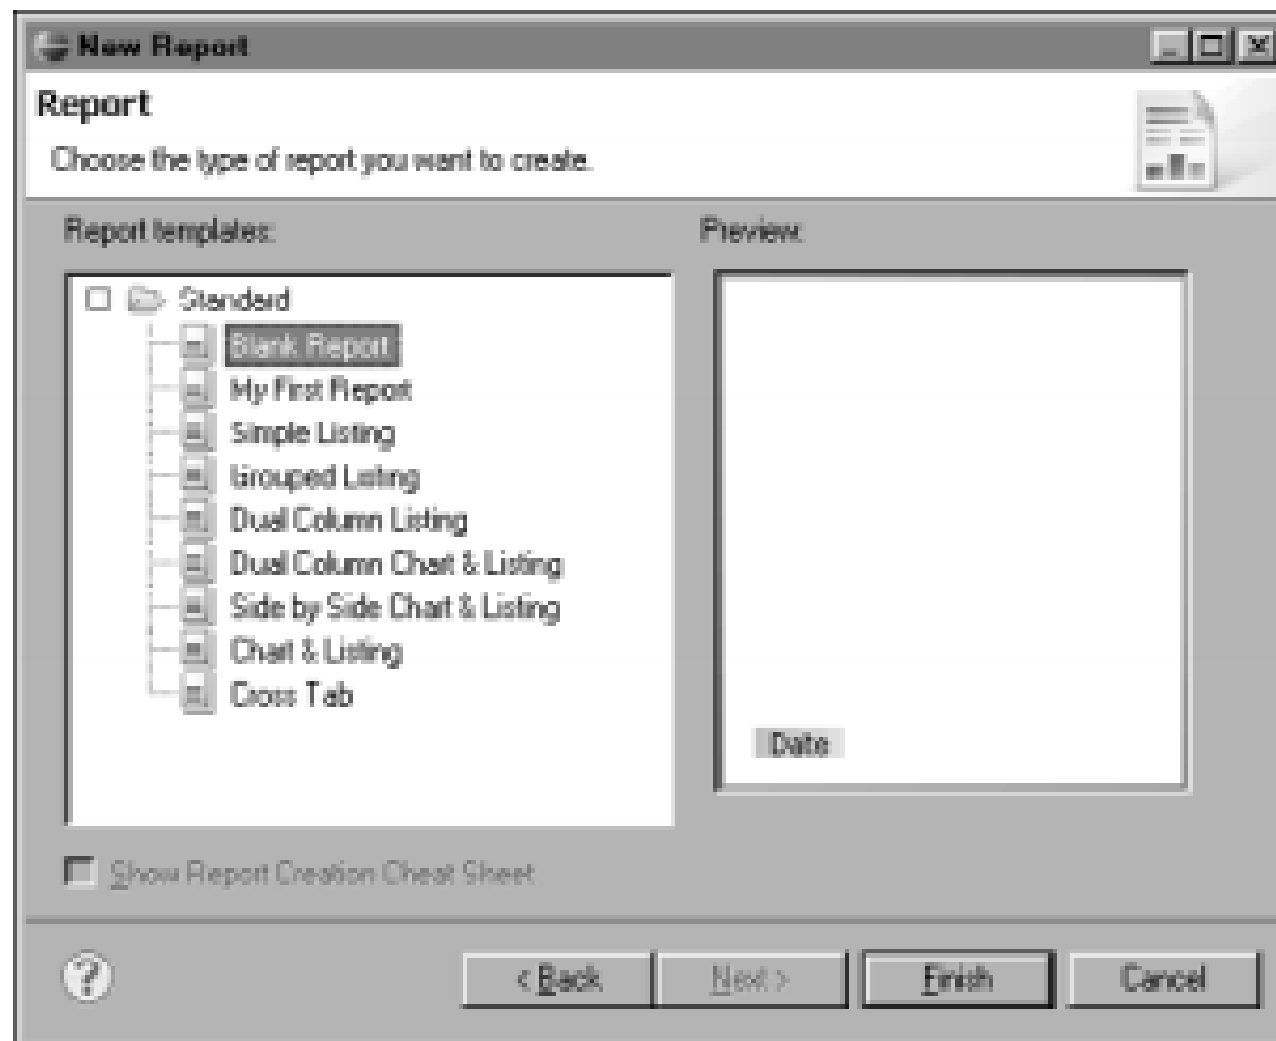 New Report
Report
Choose the type of report you want to create.
Report templates:
Preview:
Standard
Blank Report
My First Report
Simple Listing
Grouped Listing
Dual Column Listing
Dual Column Chart & Listing
Side by Side Chart & Listing
Chart & Listing
Cross Tab
Date
Show Report Creation Cheat Sheet
?
< Back
Next >
Finish
Cancel